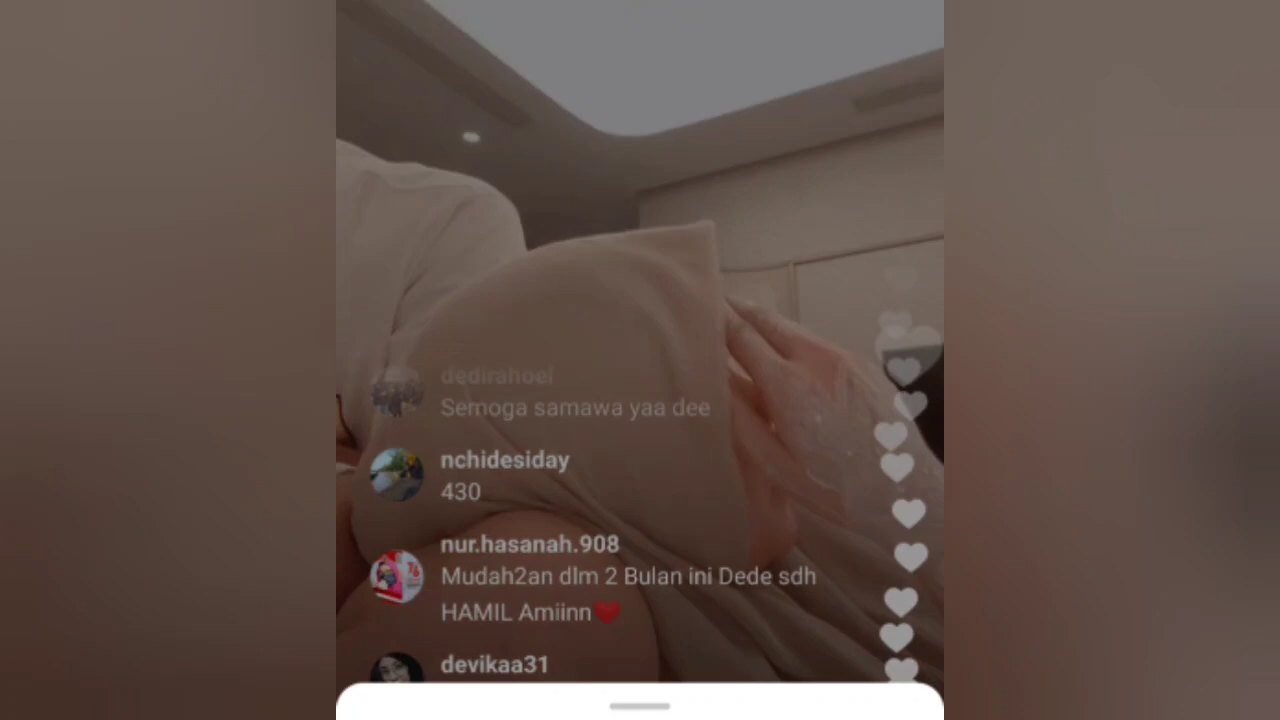 dedirahoel
Semoga samawa yaa dee
nchidesiday
430
nur.hasanah.908
Mudah2an dlm 2 Bulan ini Dede sdh
HAMIL Amiinn❤️
devikaa31